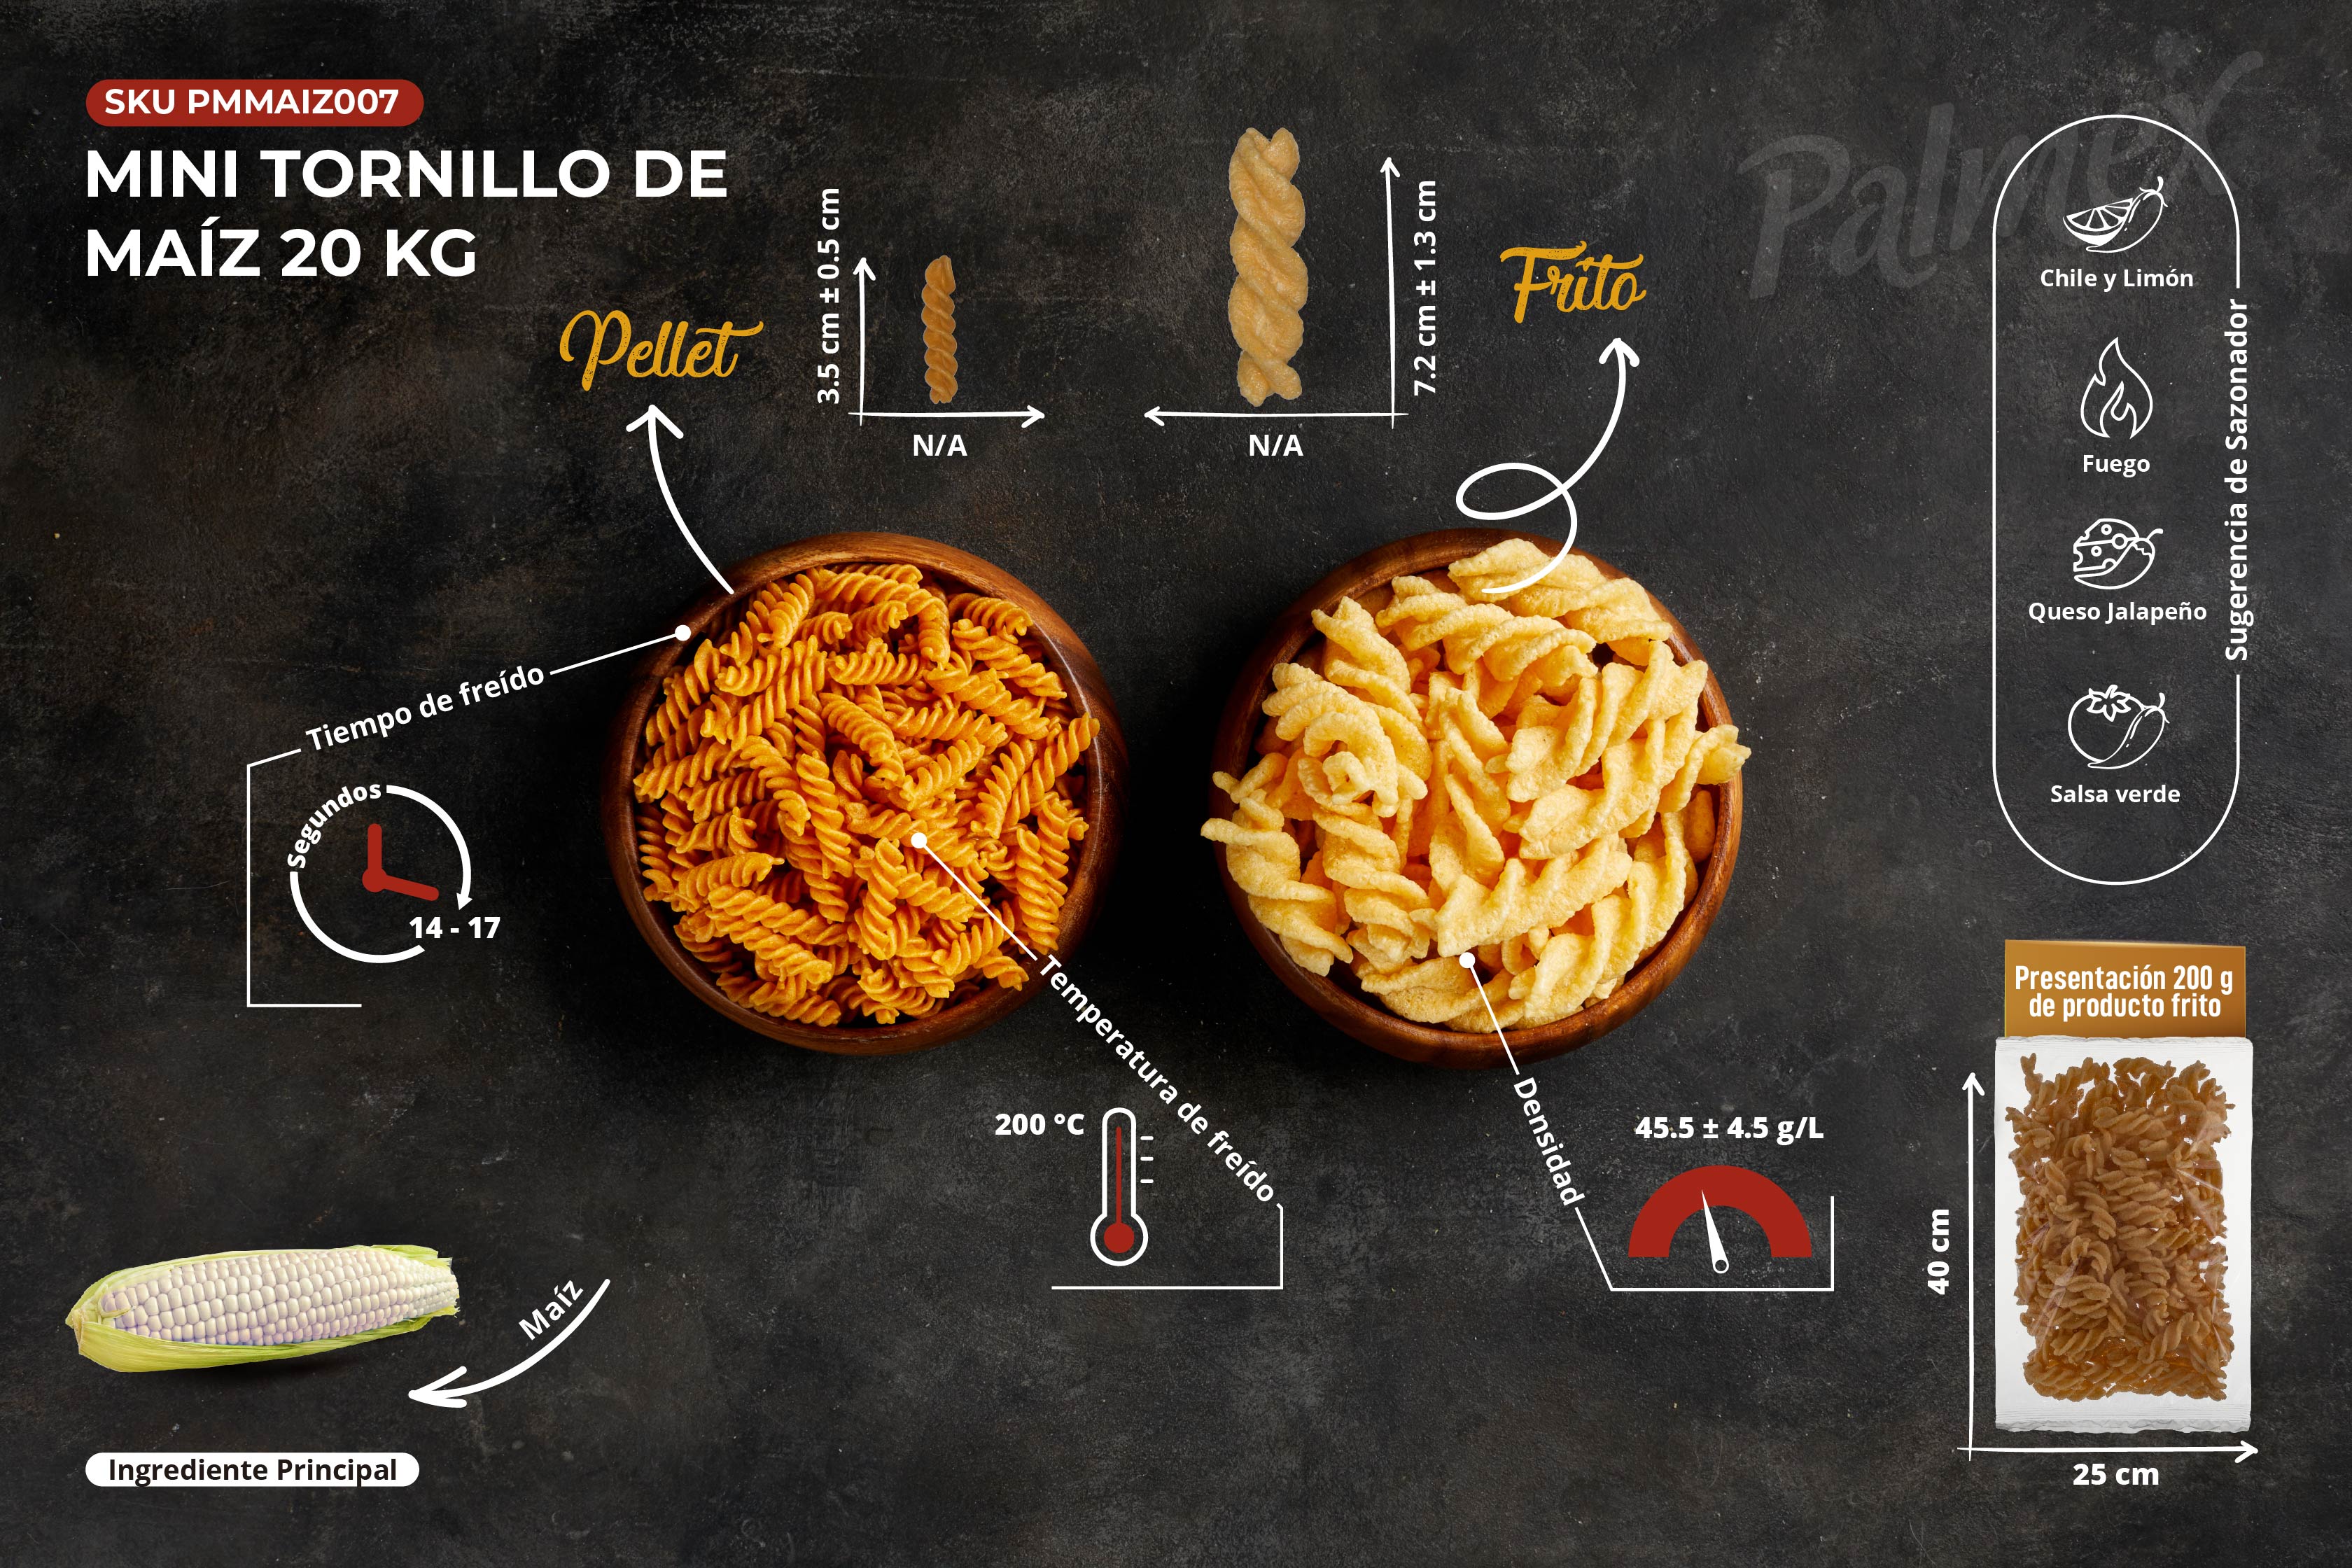 SKU PMMAIZ007
MINI TORNILLO DE
MAÍZ 20 KG
Pellet
3.5 cm ± 0.5 cm
N/A
7.2 cm ± 1.3 cm
N/A
Frito
Palmex
Chile y Limón
Fuego
Queso Jalapeño
Salsa verde
Sugerencia de Sazonador
Tiempo de freído
Segundos
14 - 17
Temperatura de freído
200 °C
Densidad
45.5 ± 4.5 g/L
Presentación 200 g
de producto frito
40 cm
25 cm
Maíz
Ingrediente Principal